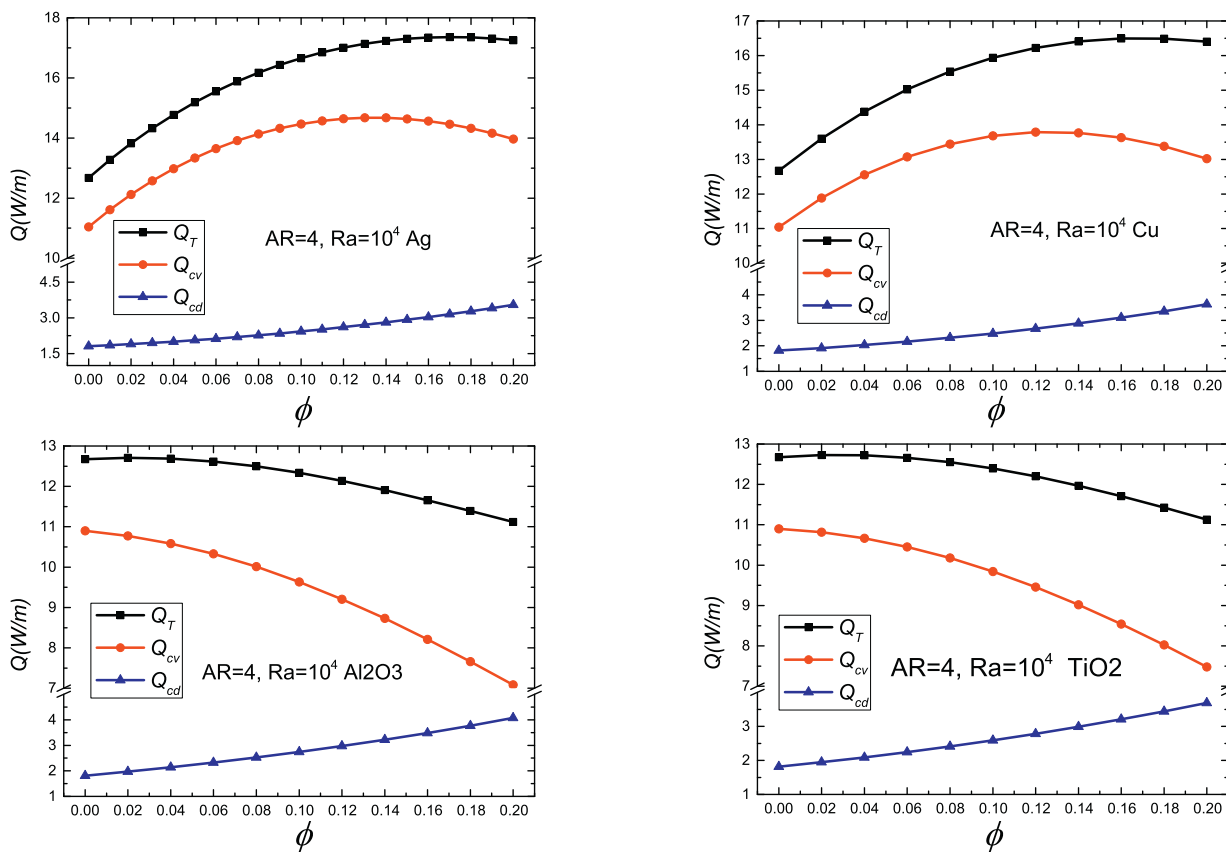 18
16
14
12
10
4.5
3.0
1.5
Q(W/m)
Q_T
Q_cv
Q_cd
AR=4, Ra=10⁴ Ag
0.00 0.02 0.04 0.06 0.08 0.10 0.12 0.14 0.16 0.18 0.20
ϕ
17
16
15
14
13
12
11
10
5
4
3
2
1
Q(W/m)
Q_T
Q_cv
Q_cd
AR=4, Ra=10⁴ Cu
0.00 0.02 0.04 0.06 0.08 0.10 0.12 0.14 0.16 0.18 0.20
ϕ
13
12
11
10
9
8
7
4
3
2
1
Q(W/m)
Q_T
Q_cv
Q_cd
AR=4, Ra=10⁴ Al2O3
0.00 0.02 0.04 0.06 0.08 0.10 0.12 0.14 0.16 0.18 0.20
ϕ
13
12
11
10
9
8
7
6
3
2
1
Q(W/m)
Q_T
Q_cv
Q_cd
AR=4, Ra=10⁴ TiO2
0.00 0.02 0.04 0.06 0.08 0.10 0.12 0.14 0.16 0.18 0.20
ϕ